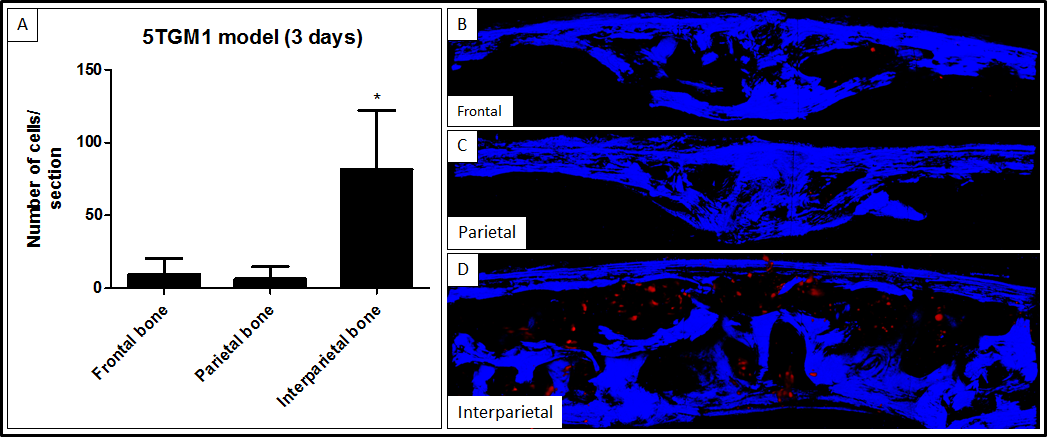 A
5TGM1 model (3 days)
Number of cells/
section
150
100
50
0
*
Frontal bone
Parietal bone
Interparietal bone
B
Frontal
C
Parietal
D
Interparietal